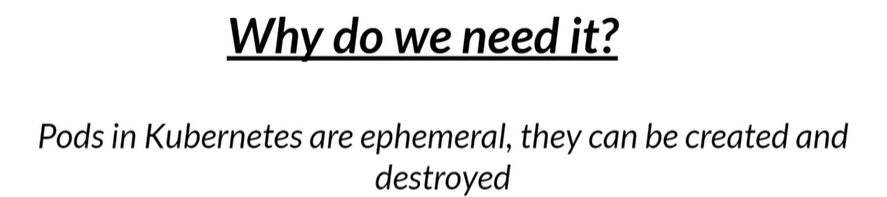 Why do we need it?
Pods in Kubernetes are ephemeral, they can be created and
destroyed